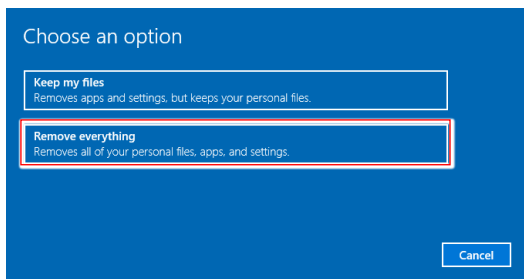 Choose an option
Keep my files
Removes apps and settings, but keeps your personal files.
Remove everything
Removes all of your personal files, apps, and settings.
Cancel